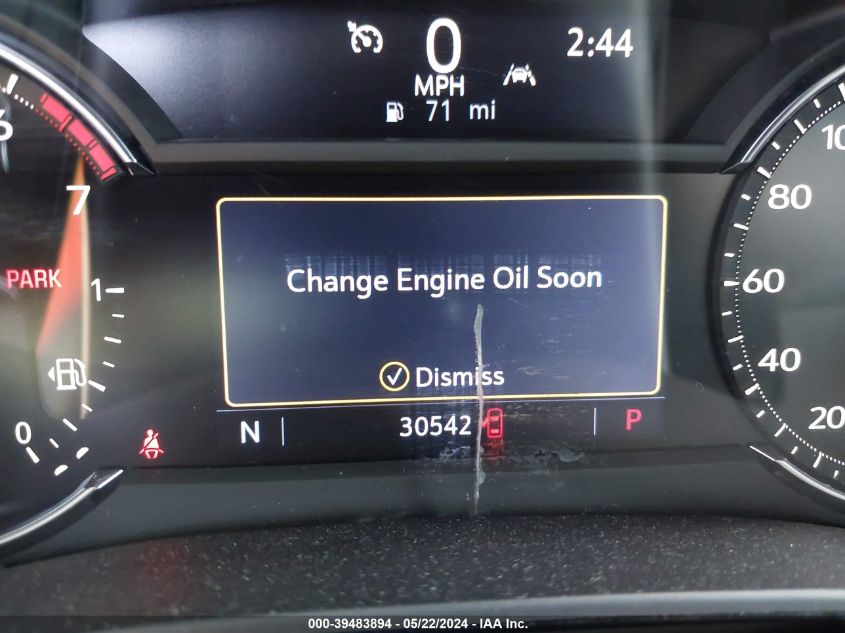 0
2:44
MPH
71 mi
6
7
PARK
1
0
Change Engine Oil Soon
Dismiss
N
30542
P
80
60
40
20
000-39483894 - 05/22/2024 - IAA Inc.